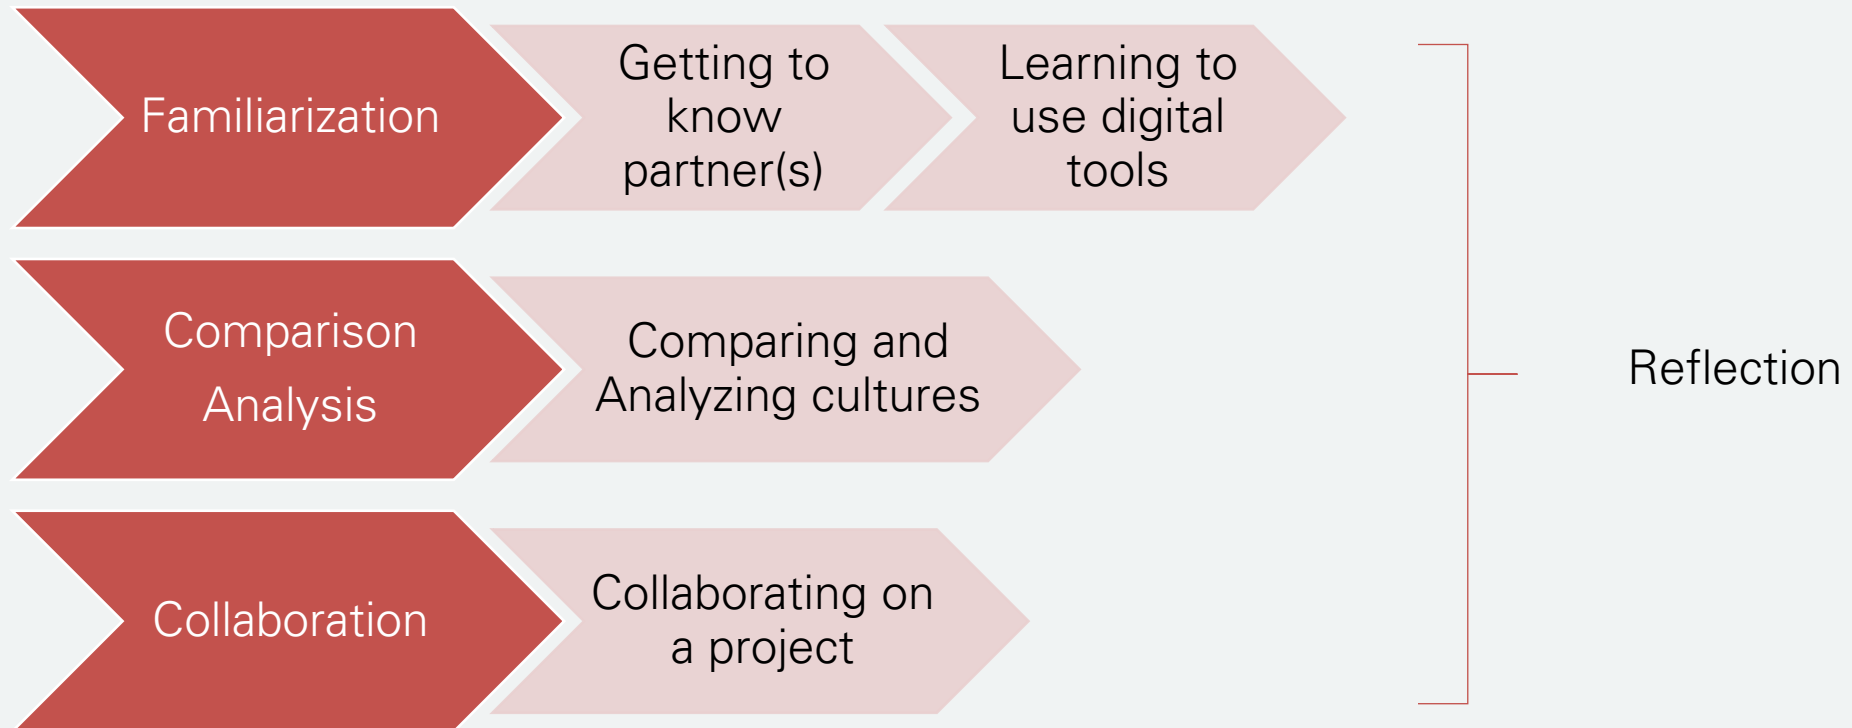 Familiarization
Getting to
know
partner(s)
Learning to
use digital
tools
Comparison
Analysis
Comparing and
Analyzing cultures
Collaboration
Collaborating on
a project
Reflection